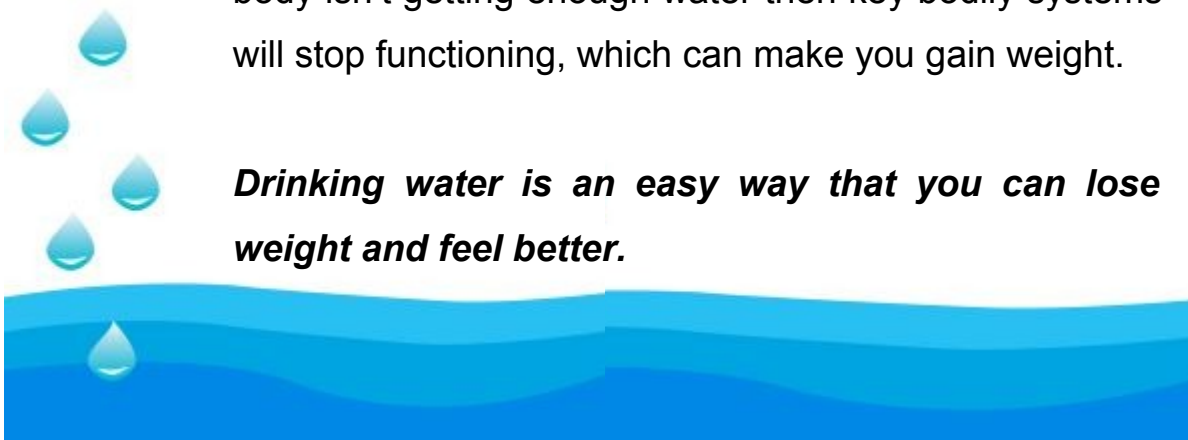 body isn't getting enough water then key bodily systems
will stop functioning, which can make you gain weight.
Drinking water is an easy way that you can lose
weight and feel better.